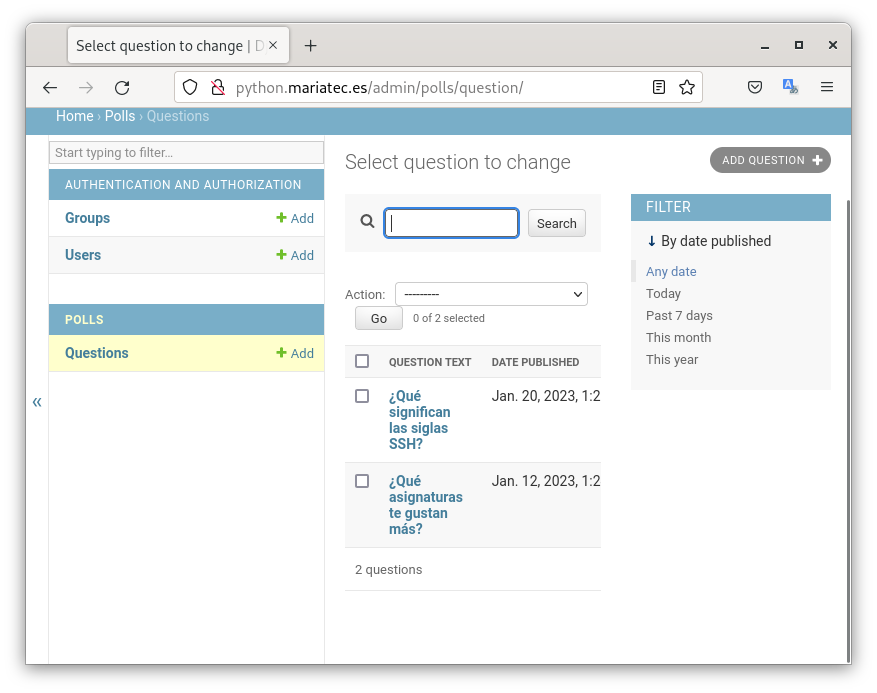 Select question to change | D
python.mariatec.es/admin/polls/question/
Home › Polls › Questions
Start typing to filter…
AUTHENTICATION AND AUTHORIZATION
Groups
Add
Users
Add
POLLS
Questions
Add
«
Select question to change
ADD QUESTION
Search
Action:
---------
Go
0 of 2 selected
QUESTION TEXT
DATE PUBLISHED
¿Qué
significan
las siglas
SSH?
Jan. 20, 2023, 1:2
¿Qué
asignaturas
te gustan
más?
Jan. 12, 2023, 1:2
2 questions
FILTER
By date published
Any date
Today
Past 7 days
This month
This year